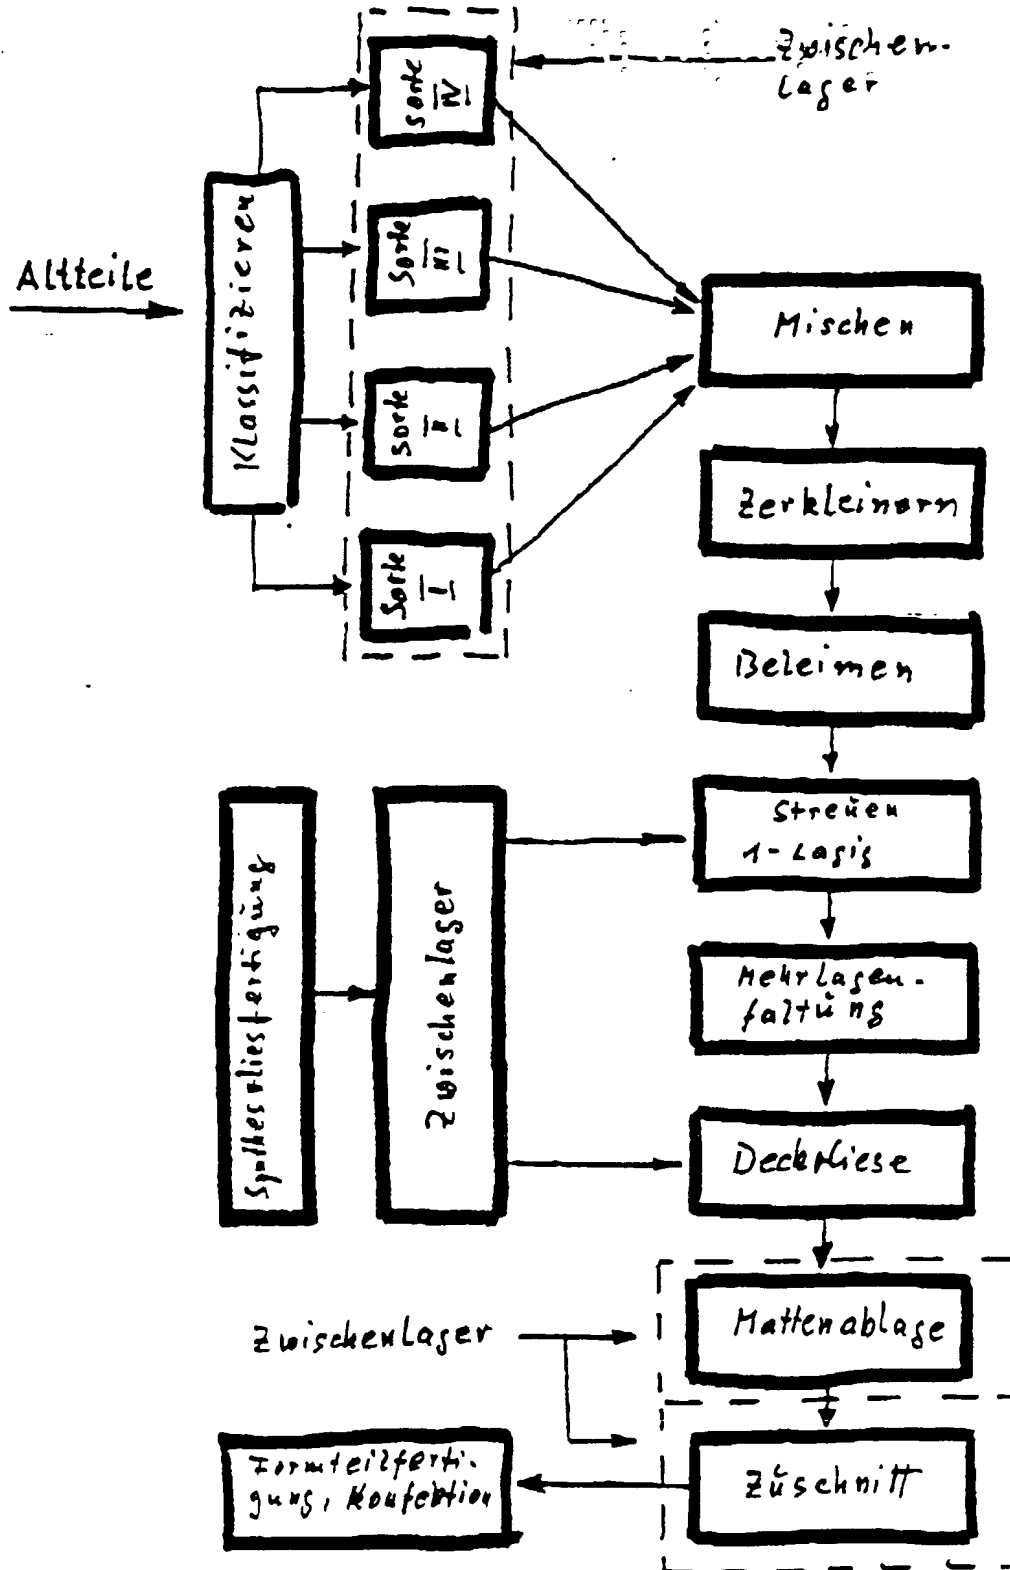 Zwischen-
lager
Sorte
IV
Altteile
Klassifizieren
Sorte
III
Mischen
Sorte
II
Zerkleinern
Sorte
I
Beleimen
Streuen
1-Lagig
Synthesevliesfertigung
Zwischenlager
Mehrlagen-
faltung
Deckvliese
Mattenablage
Zwischenlager
Zuschnitt
Formteilferti-
gung, Konfektion